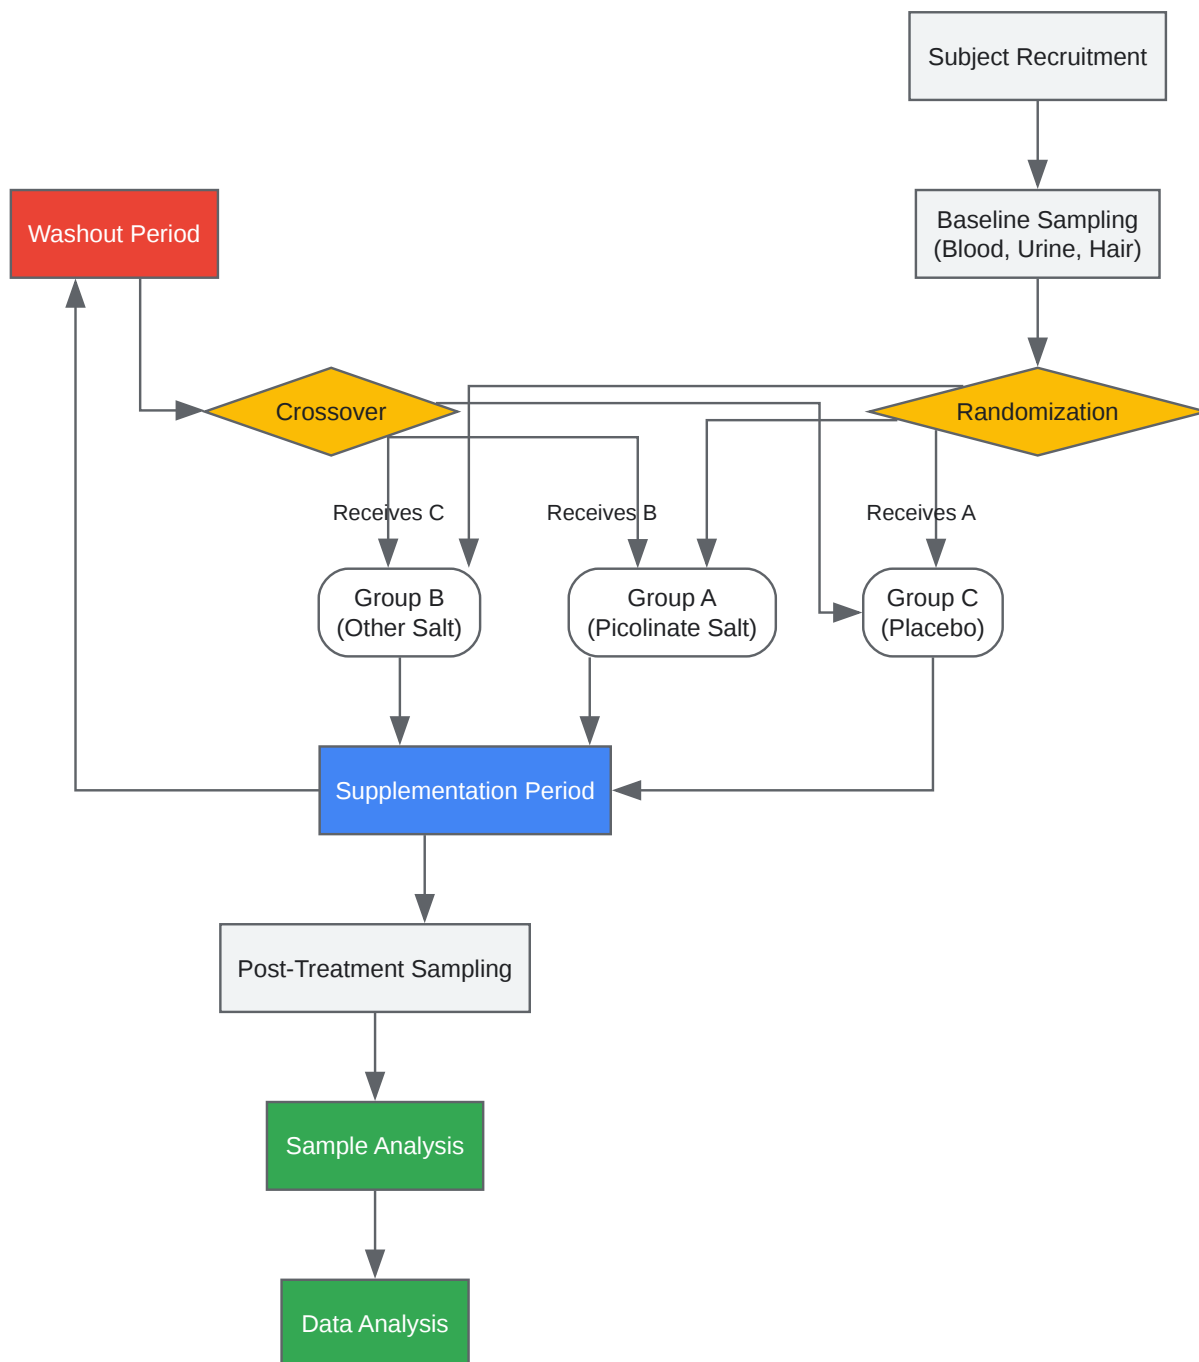 Subject Recruitment
Washout Period
Baseline Sampling
(Blood, Urine, Hair)
Crossover
Randomization
Receives C
Receives B
Receives A
Group B
(Other Salt)
Group A
(Picolinate Salt)
Group C
(Placebo)
Supplementation Period
Post-Treatment Sampling
Sample Analysis
Data Analysis